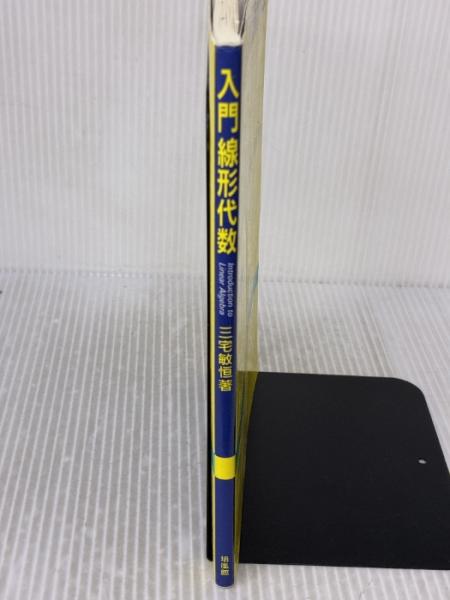 入門 線形代数
Introduction to
Linear Algebra
三宅敏恒著
培風館